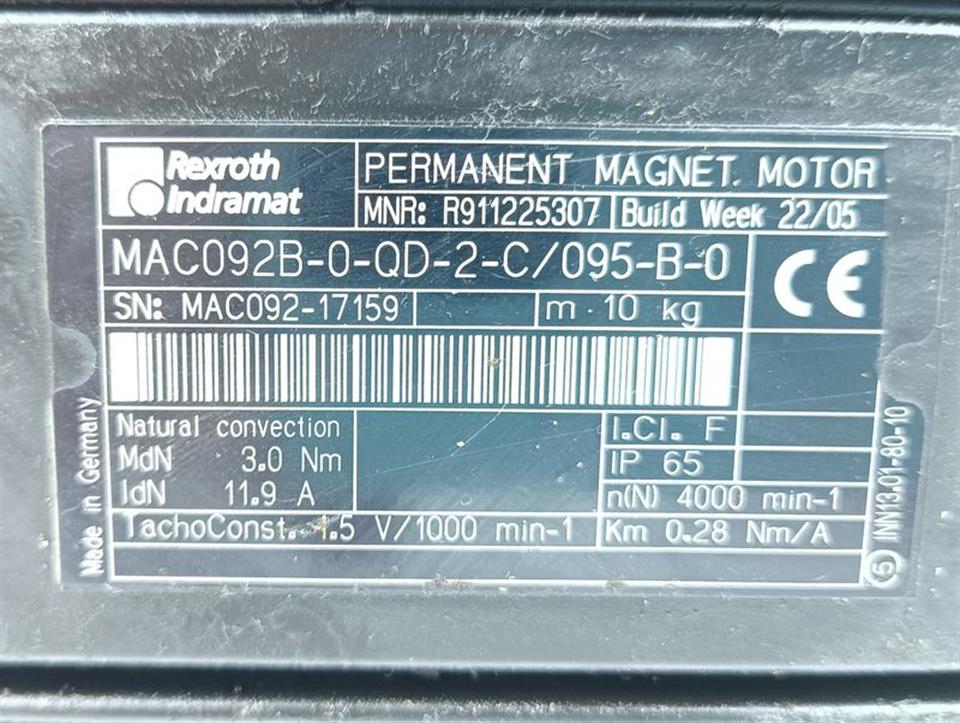 Rexroth
Indramat
PERMANENT MAGNET. MOTOR
MNR: R911225307
Build Week 22/05
MAC092B-0-QD-2-C/095-B-0
CE
SN: MAC092-17159
m 10 kg
Natural convection
MdN 3.0 Nm
IdN 11.9 A
I.Cl. F
IP 65
n(N) 4000 min-1
TachoConst. 1.5 V/1000 min-1
Km 0.28 Nm/A
Made in Germany
5 INN13.01-80-10